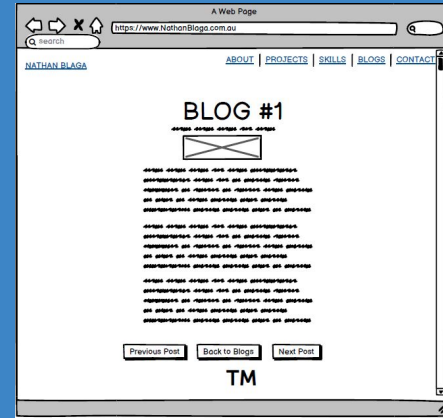 A Web Page
https://www.NathanBlaga.com.au
search
NATHAN BLAGA
ABOUT | PROJECTS | SKILLS | BLOGS | CONTACT
BLOG #1
Previous Post Back to Blogs Next Post
TM